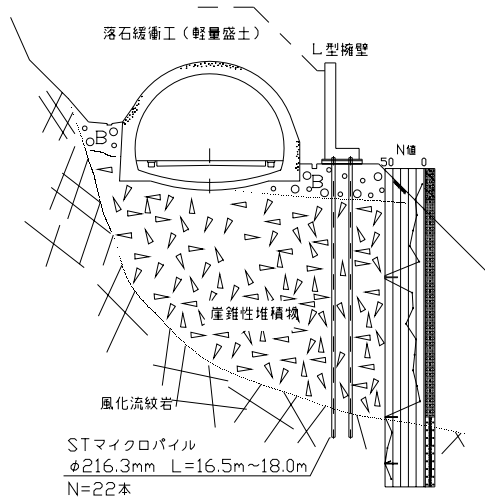 落石緩衝工（軽量盛土）
L型擁壁
N値
50 0
B
B
崖錐性堆積物
風化流紋岩
STマイクロパイル
φ216.3mm L=16.5m~18.0m
N=22本